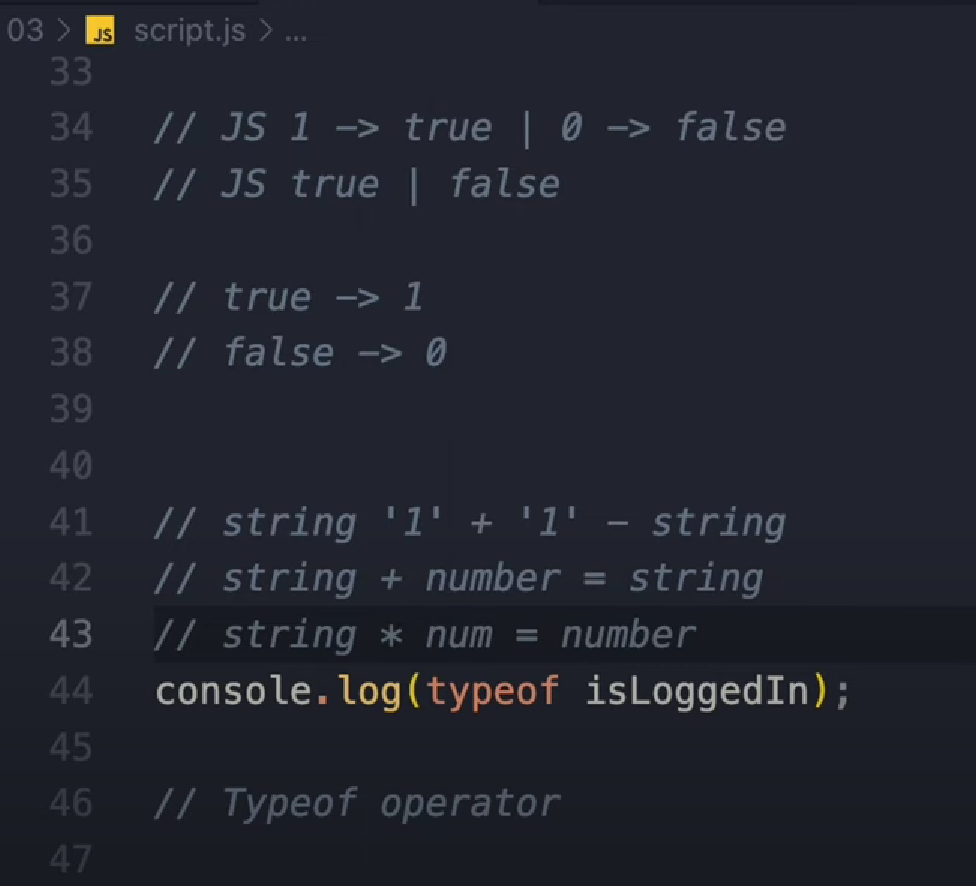 03 > JS script.js > ...
33
34 // JS 1 -> true | 0 -> false
35 // JS true | false
36
37 // true -> 1
38 // false -> 0
39
40
41 // string '1' + '1' - string
42 // string + number = string
43 // string * num = number
44 console.log(typeof isLoggedIn);
45
46 // Typeof operator
47